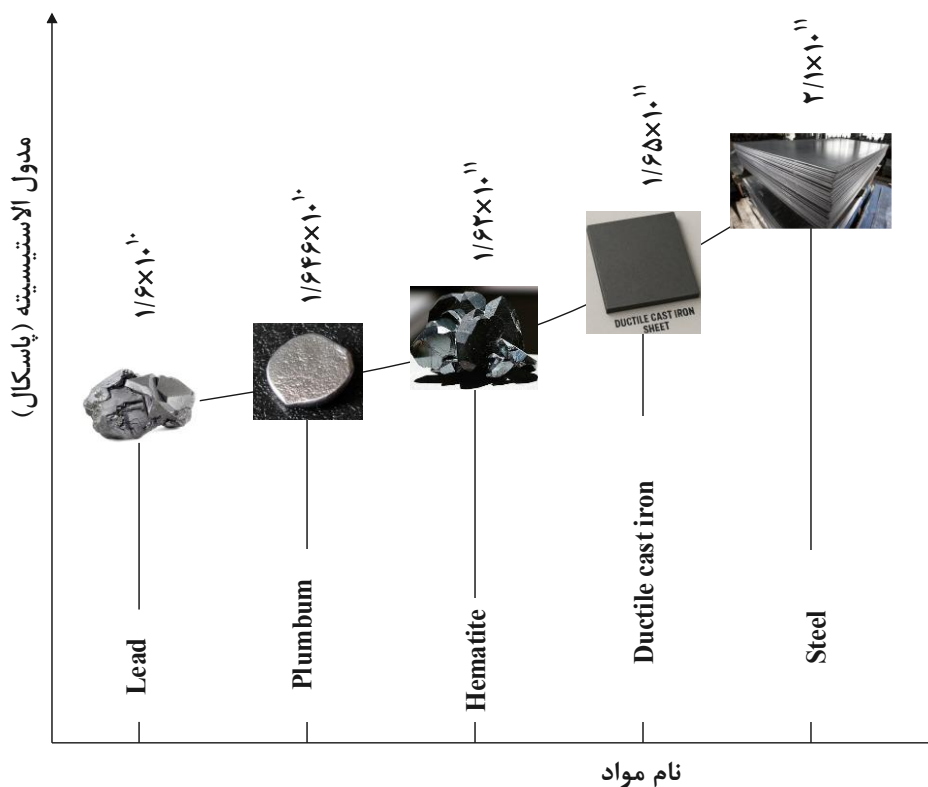 مدول الاستیسیته (پاسکال)
۱/۶×۱۰^۱۰
۱/۶۴۶×۱۰^۱۰
۱/۶۲×۱۰^۱۱
۱/۶۵×۱۰^۱۱
۲/۱×۱۰^۱۱
DUCTILE CAST IRON
SHEET
Lead
Plumbum
Hematite
Ductile cast iron
Steel
نام مواد